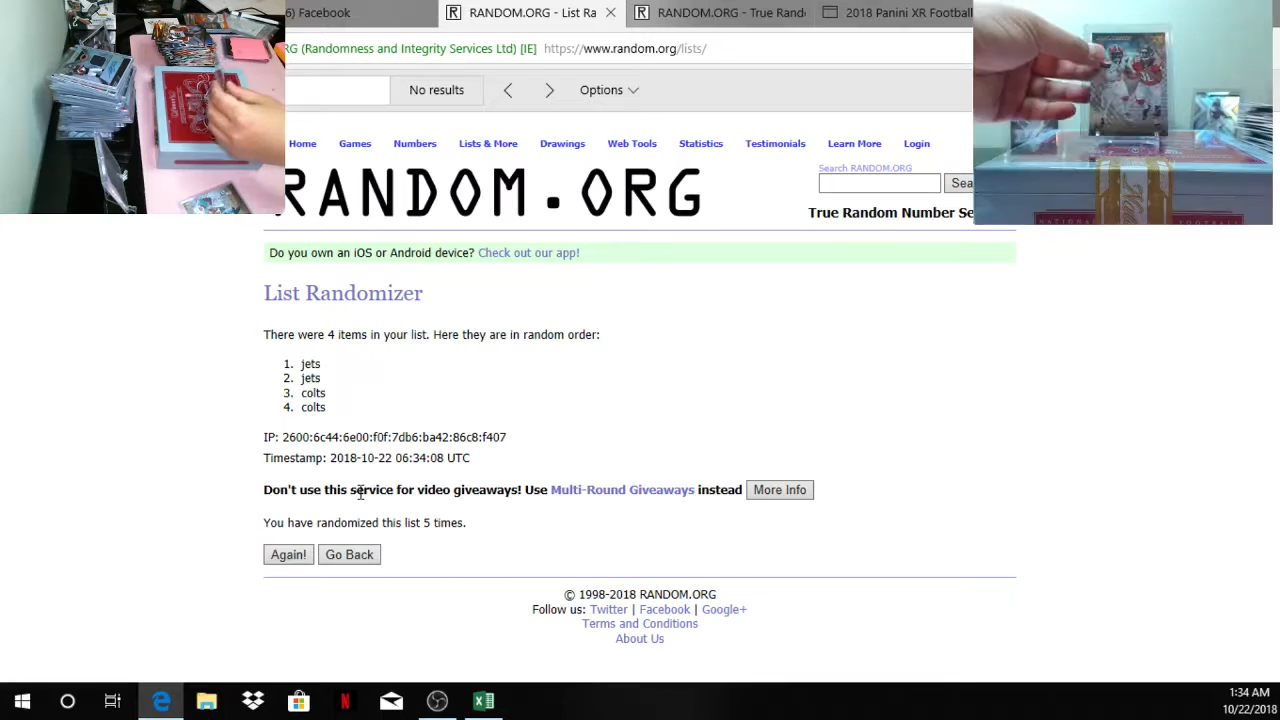 6) Facebook
RANDOM.ORG - List Ra
RANDOM.ORG - True Rand
2018 Panini XR Football
RG (Randomness and Integrity Services Ltd) [IE] https://www.random.org/lists/
No results
Options
Home Games Numbers Lists & More Drawings Web Tools Statistics Testimonials Learn More Login
RANDOM.ORG
Search RANDOM.ORG
Sea
True Random Number Se
Do you own an iOS or Android device? Check out our app!
List Randomizer
There were 4 items in your list. Here they are in random order:
1. jets
2. jets
3. colts
4. colts
IP: 2600:6c44:6e00:f0f:7db6:ba42:86c8:f407
Timestamp: 2018-10-22 06:34:08 UTC
Don't use this service for video giveaways! Use Multi-Round Giveaways instead More Info
You have randomized this list 5 times.
Again! Go Back
© 1998-2018 RANDOM.ORG
Follow us: Twitter | Facebook | Google+
Terms and Conditions
About Us
1:34 AM
10/22/2018